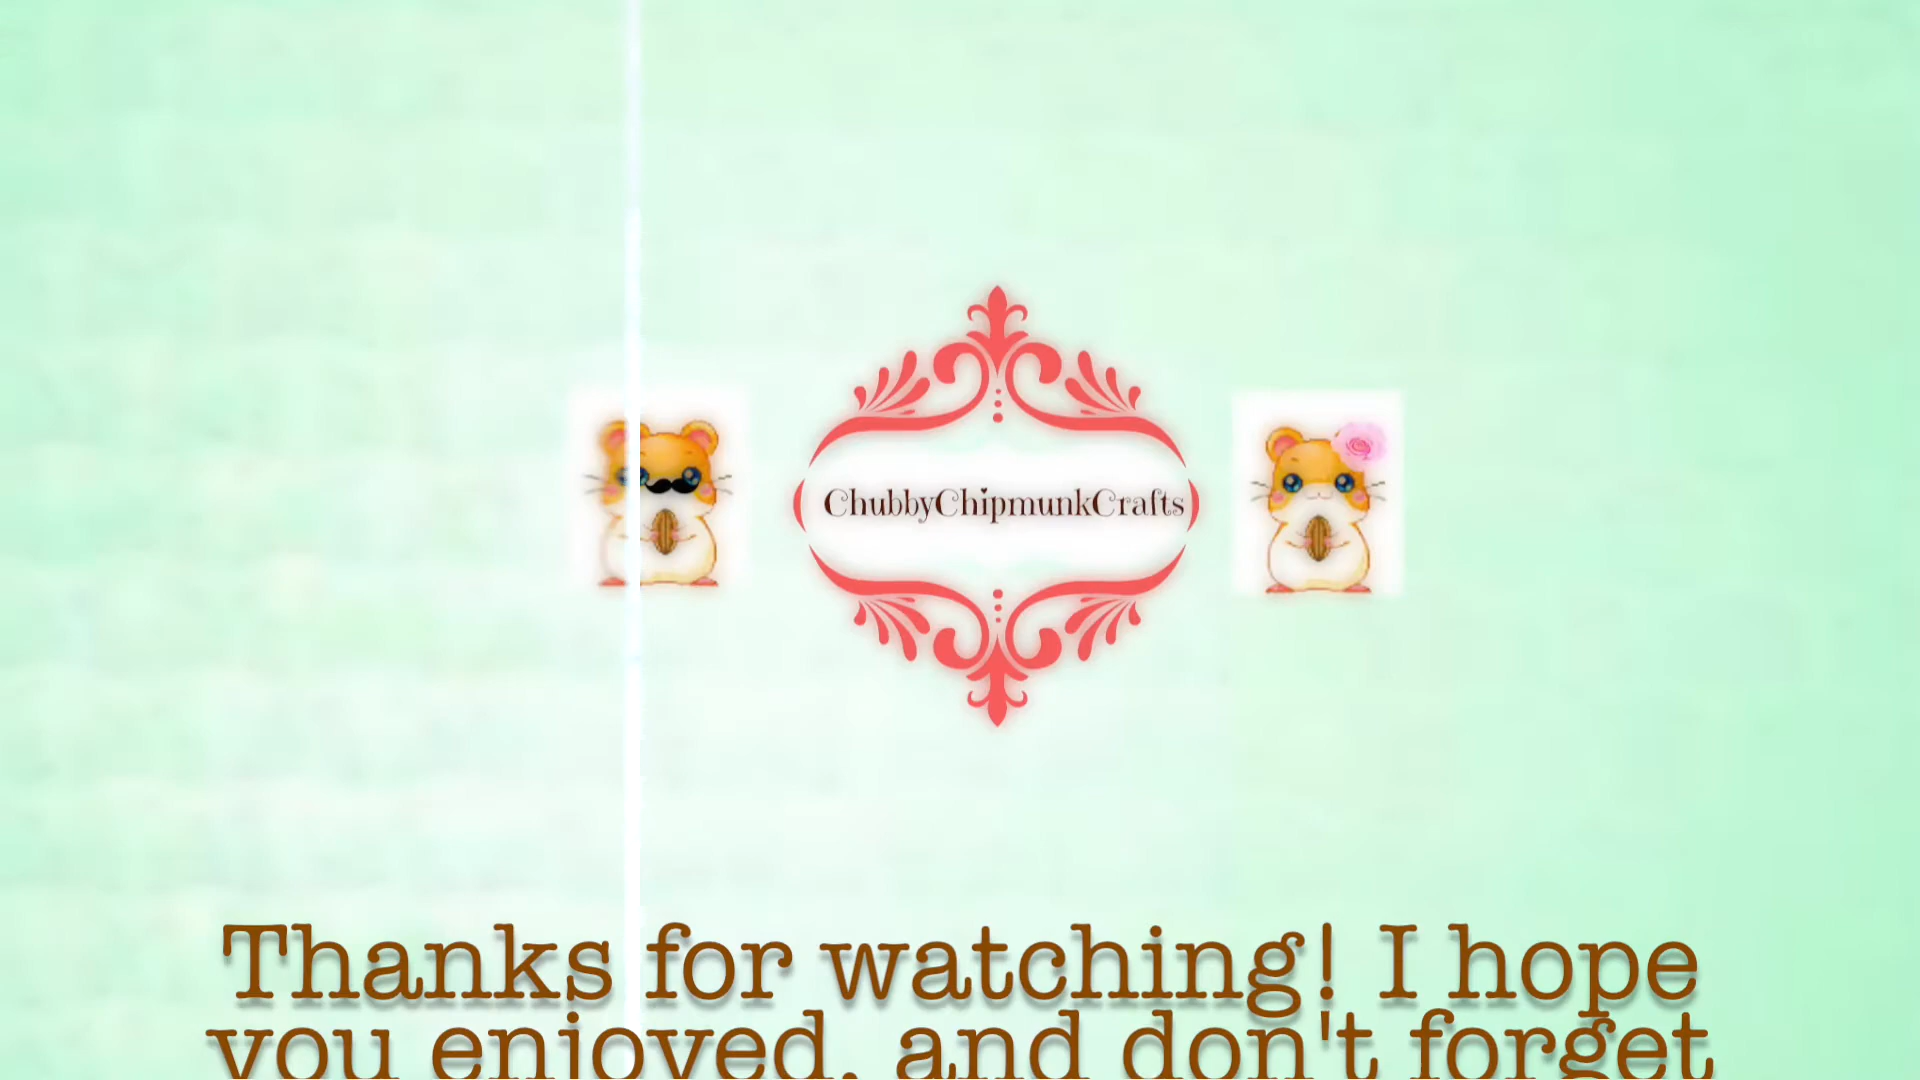 ChubbyChipmunkCrafts
Thanks for watching! I hope
you enjoyed, and don't forget